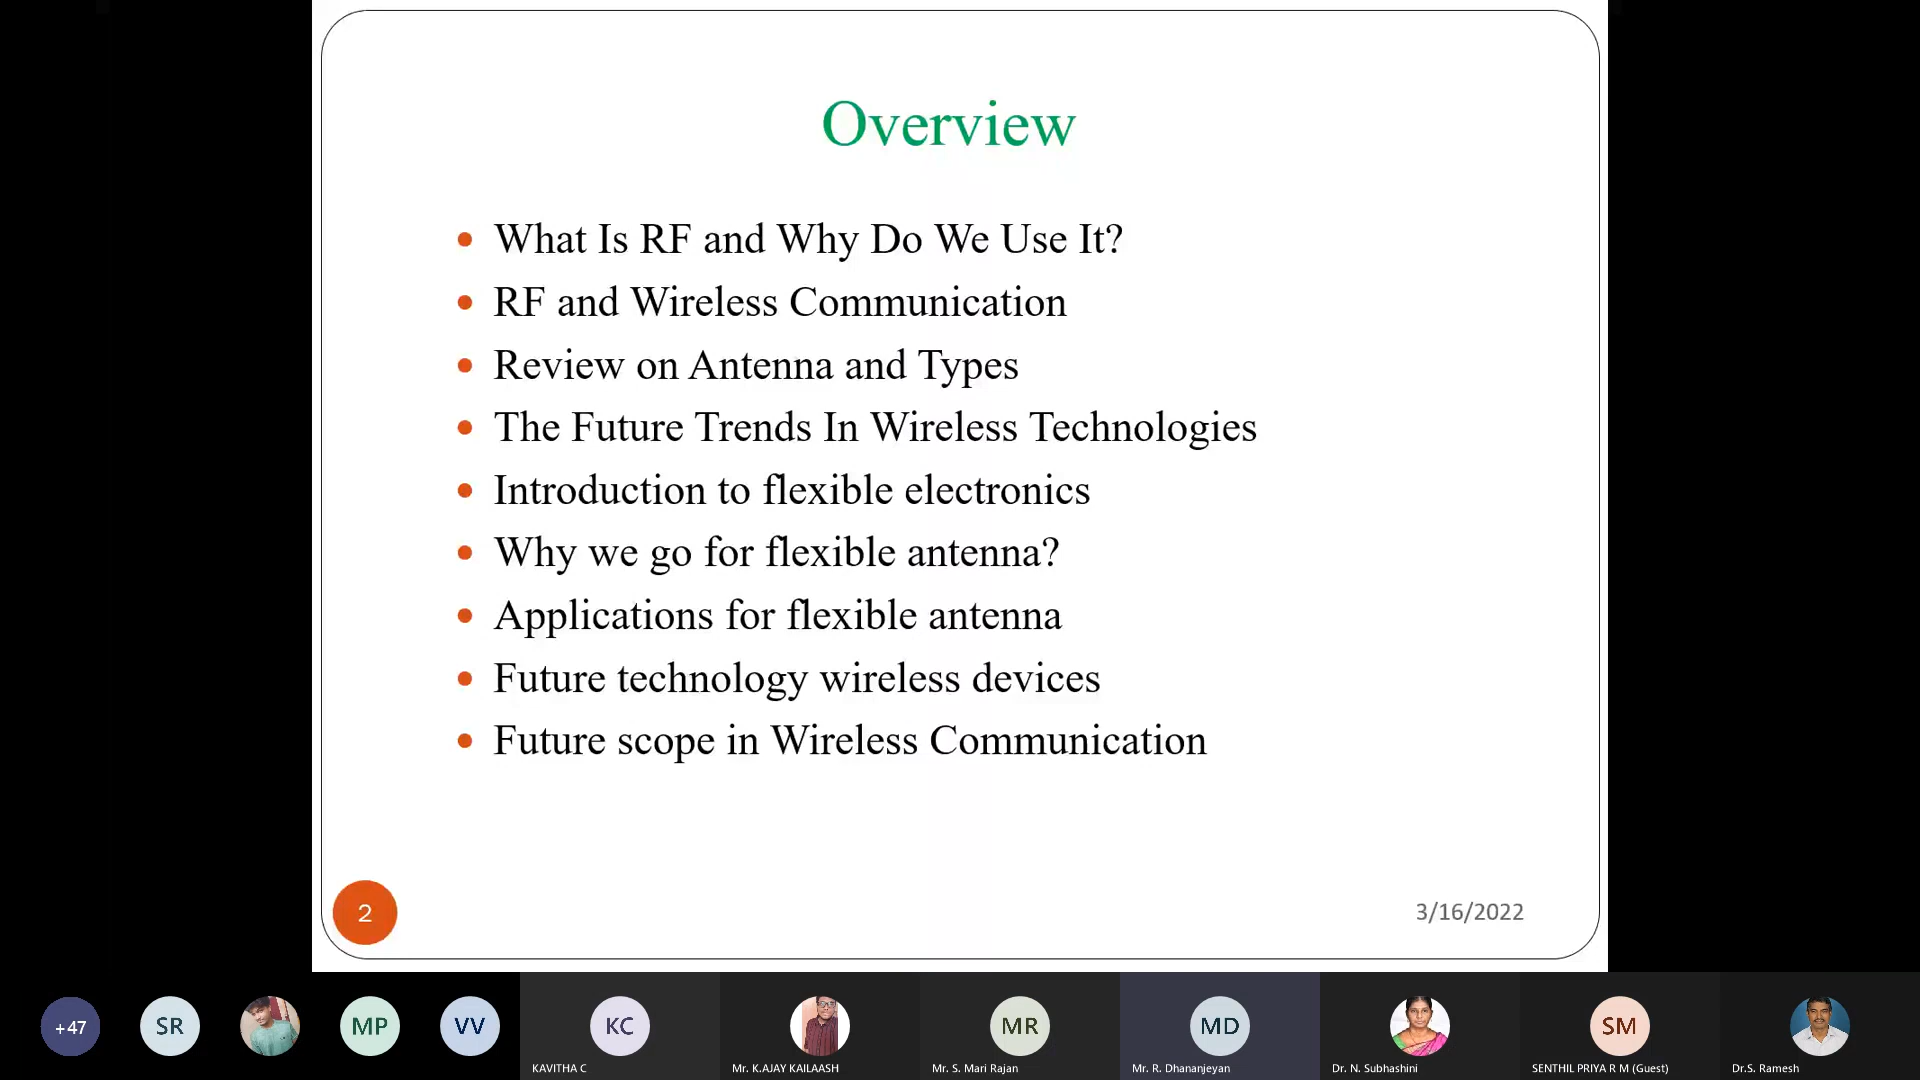 Overview
What Is RF and Why Do We Use It?
RF and Wireless Communication
Review on Antenna and Types
The Future Trends In Wireless Technologies
Introduction to flexible electronics
Why we go for flexible antenna?
Applications for flexible antenna
Future technology wireless devices
Future scope in Wireless Communication
2
3/16/2022
+47
SR
MP
VV
KC
MR
MD
SM
KAVITHA C
Mr. K.AJAY KAILAASH
Mr. S. Mari Rajan
Mr. R. Dhananjeyan
Dr. N. Subhashini
SENTHIL PRIYA R M (Guest)
Dr.S. Ramesh